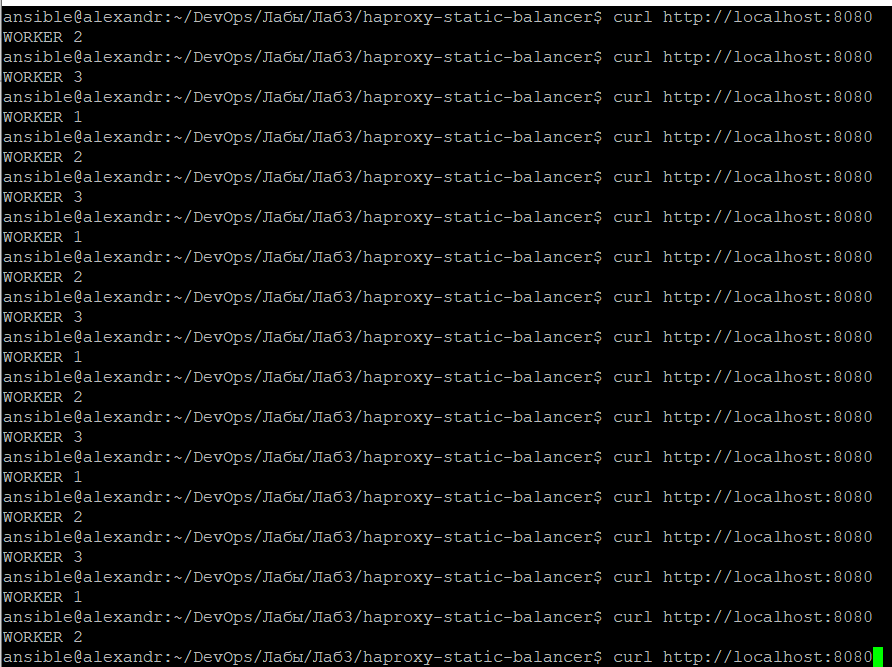 ansible@alexandr:~/DevOps/Лабы/Лаб3/haproxy-static-balancer$ curl http://localhost:8080
WORKER 2
ansible@alexandr:~/DevOps/Лабы/Лаб3/haproxy-static-balancer$ curl http://localhost:8080
WORKER 3
ansible@alexandr:~/DevOps/Лабы/Лаб3/haproxy-static-balancer$ curl http://localhost:8080
WORKER 1
ansible@alexandr:~/DevOps/Лабы/Лаб3/haproxy-static-balancer$ curl http://localhost:8080
WORKER 2
ansible@alexandr:~/DevOps/Лабы/Лаб3/haproxy-static-balancer$ curl http://localhost:8080
WORKER 3
ansible@alexandr:~/DevOps/Лабы/Лаб3/haproxy-static-balancer$ curl http://localhost:8080
WORKER 1
ansible@alexandr:~/DevOps/Лабы/Лаб3/haproxy-static-balancer$ curl http://localhost:8080
WORKER 2
ansible@alexandr:~/DevOps/Лабы/Лаб3/haproxy-static-balancer$ curl http://localhost:8080
WORKER 3
ansible@alexandr:~/DevOps/Лабы/Лаб3/haproxy-static-balancer$ curl http://localhost:8080
WORKER 1
ansible@alexandr:~/DevOps/Лабы/Лаб3/haproxy-static-balancer$ curl http://localhost:8080
WORKER 2
ansible@alexandr:~/DevOps/Лабы/Лаб3/haproxy-static-balancer$ curl http://localhost:8080
WORKER 3
ansible@alexandr:~/DevOps/Лабы/Лаб3/haproxy-static-balancer$ curl http://localhost:8080
WORKER 1
ansible@alexandr:~/DevOps/Лабы/Лаб3/haproxy-static-balancer$ curl http://localhost:8080
WORKER 2
ansible@alexandr:~/DevOps/Лабы/Лаб3/haproxy-static-balancer$ curl http://localhost:8080
WORKER 3
ansible@alexandr:~/DevOps/Лабы/Лаб3/haproxy-static-balancer$ curl http://localhost:8080
WORKER 1
ansible@alexandr:~/DevOps/Лабы/Лаб3/haproxy-static-balancer$ curl http://localhost:8080
WORKER 2
ansible@alexandr:~/DevOps/Лабы/Лаб3/haproxy-static-balancer$ curl http://localhost:8080